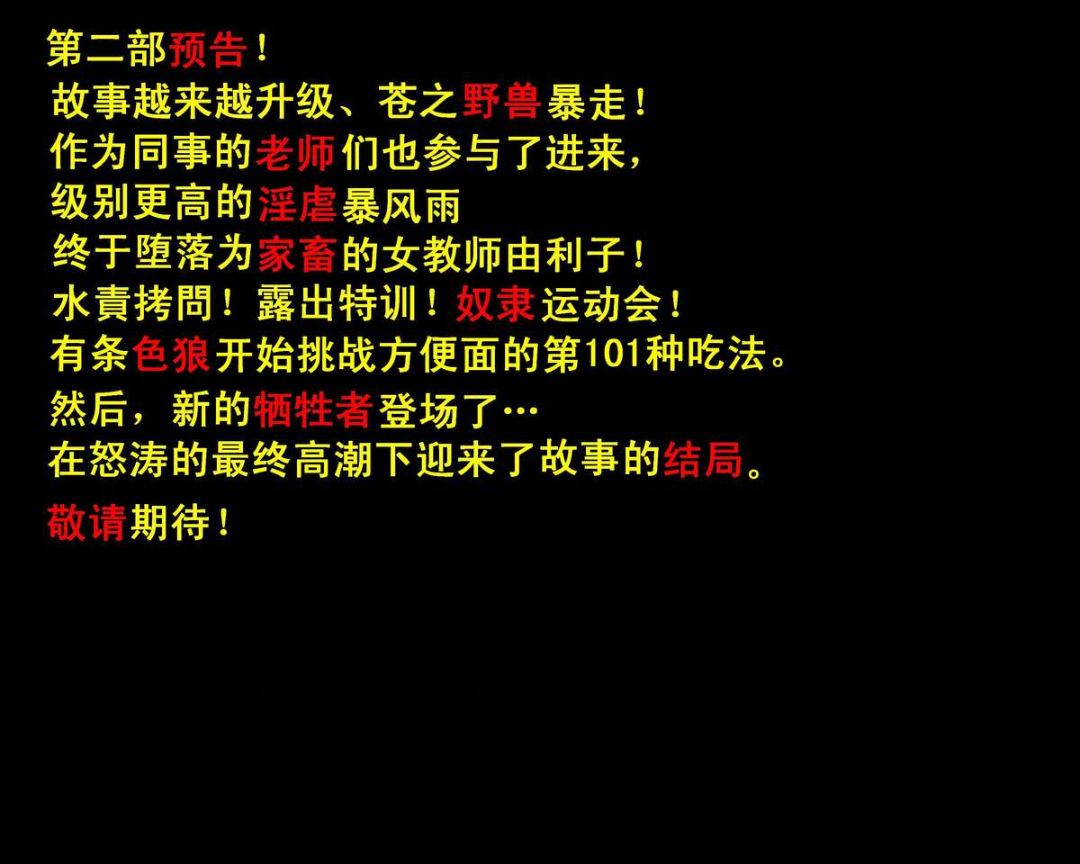 第二部预告！
故事越来越升级、苍之野兽暴走！
作为同事的老师们也参与了进来，
级别更高的淫虐暴风雨
终于堕落为家畜的女教师由利子！
水責拷問！露出特训！奴隶运动会！
有条色狼开始挑战方便面的第101种吃法。
然后，新的牺牲者登场了…
在怒涛的最终高潮下迎来了故事的结局。
敬请期待！